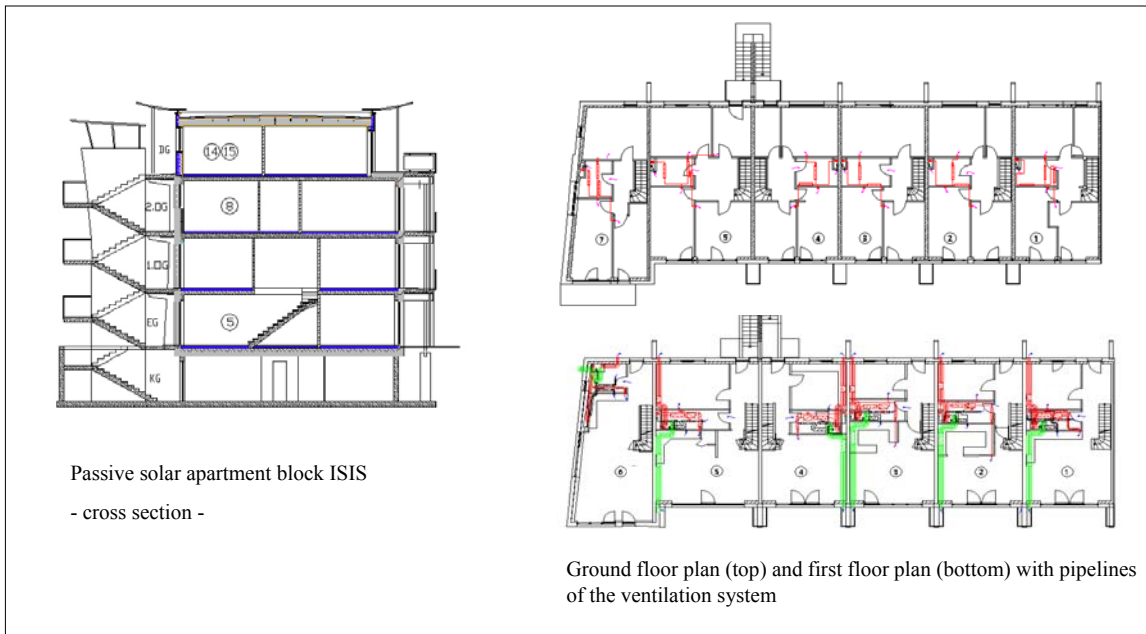 DG
14 15
2.OG
8
1.OG
EG
5
KG
Passive solar apartment block ISIS
- cross section -
7
5
4
3
2
1
6
5
4
3
2
1
Ground floor plan (top) and first floor plan (bottom) with pipelines
of the ventilation system